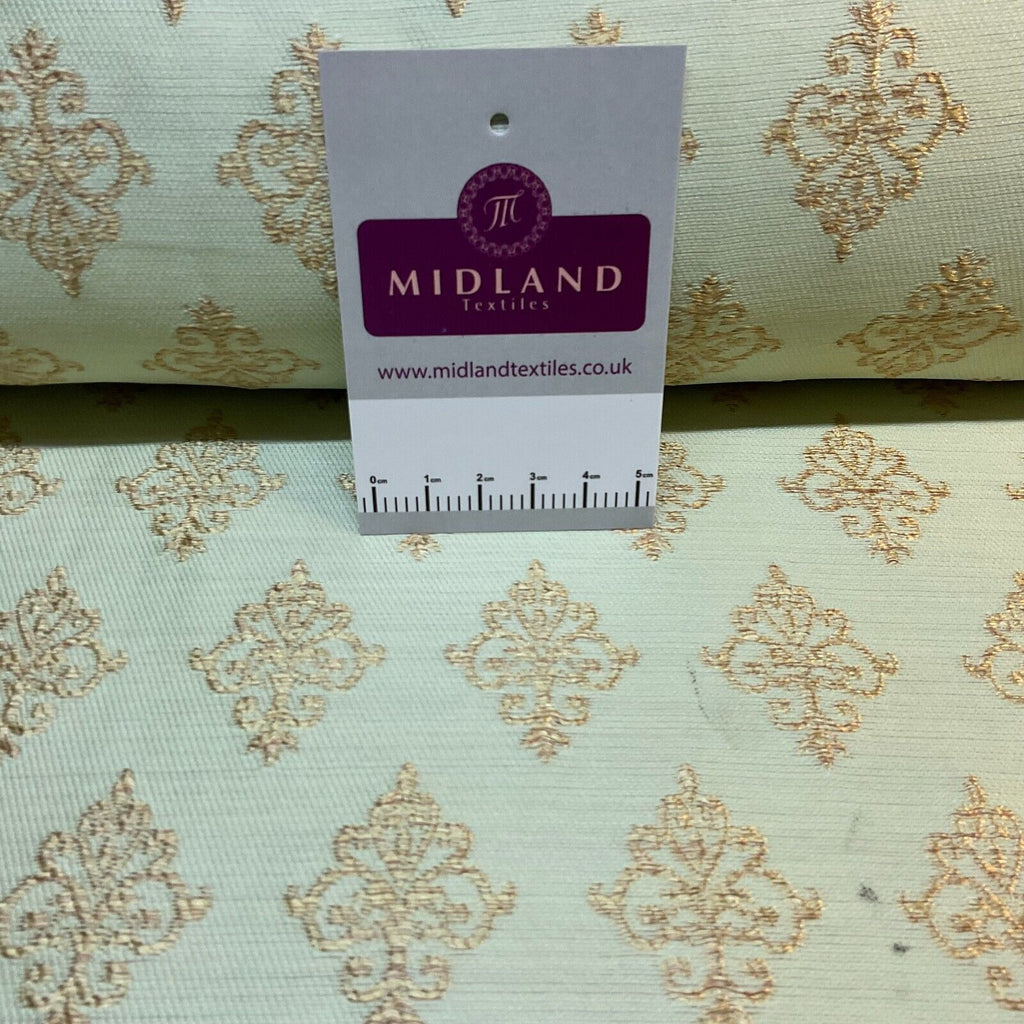 MIDLAND
Textiles
www.midlandtextiles.co.uk
0cm 1cm 2cm 3cm 4cm 5cm